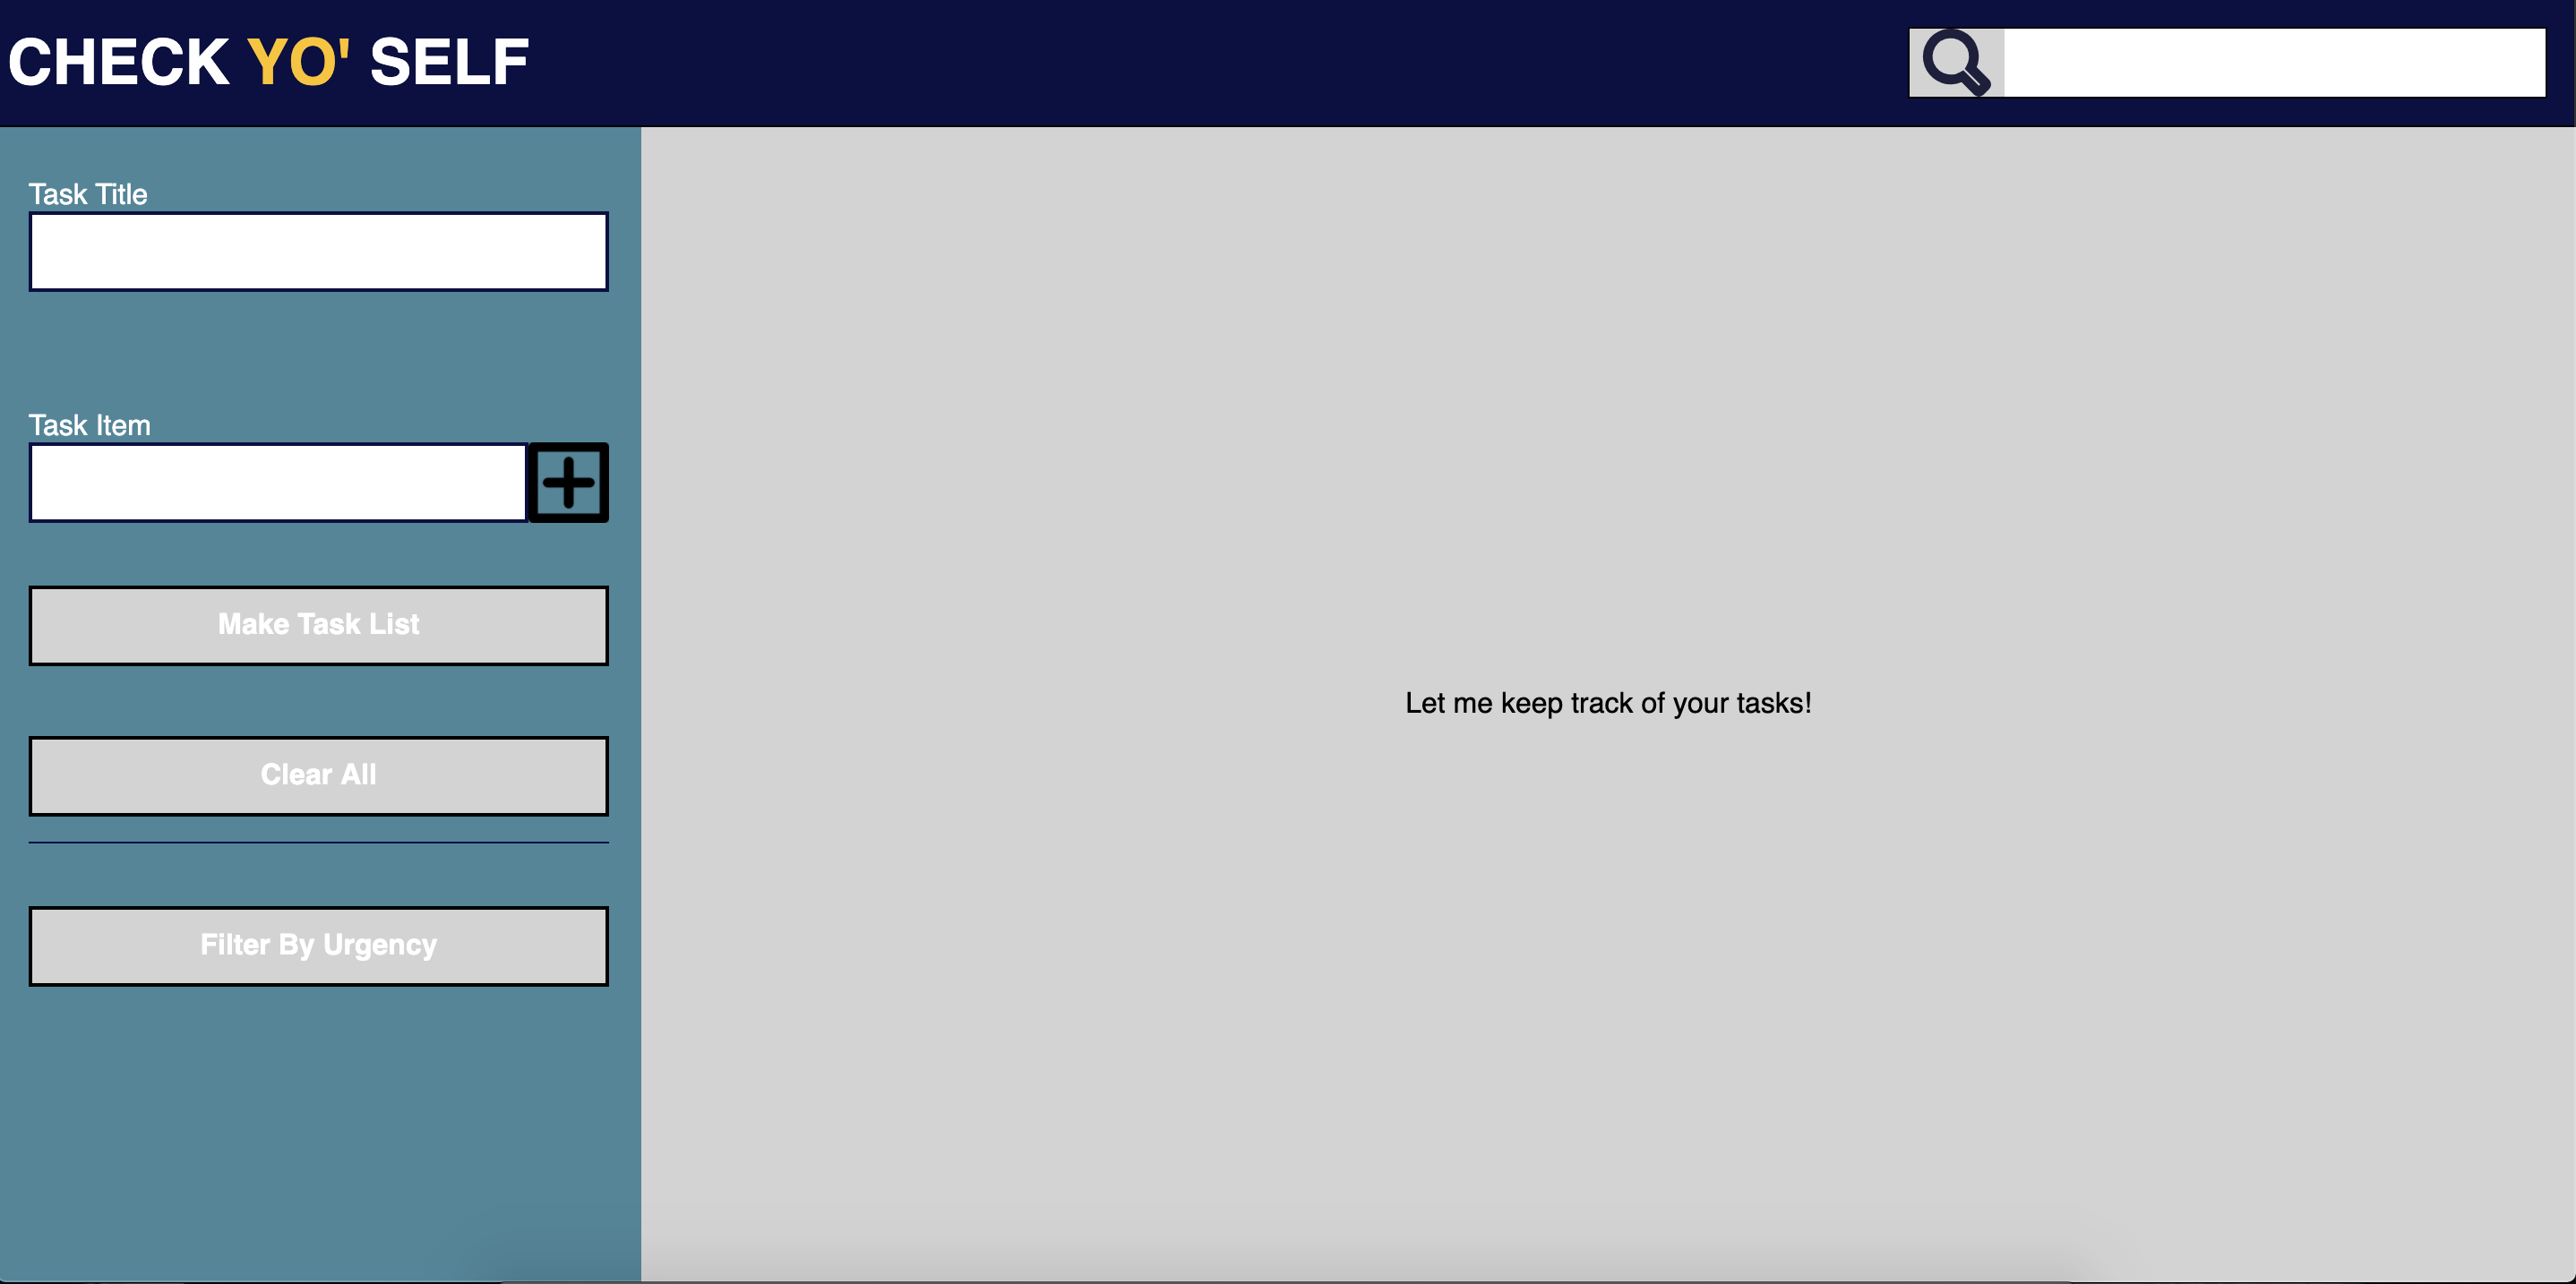 CHECK YO' SELF
Task Title
Task Item
Make Task List
Clear All
Filter By Urgency
Let me keep track of your tasks!